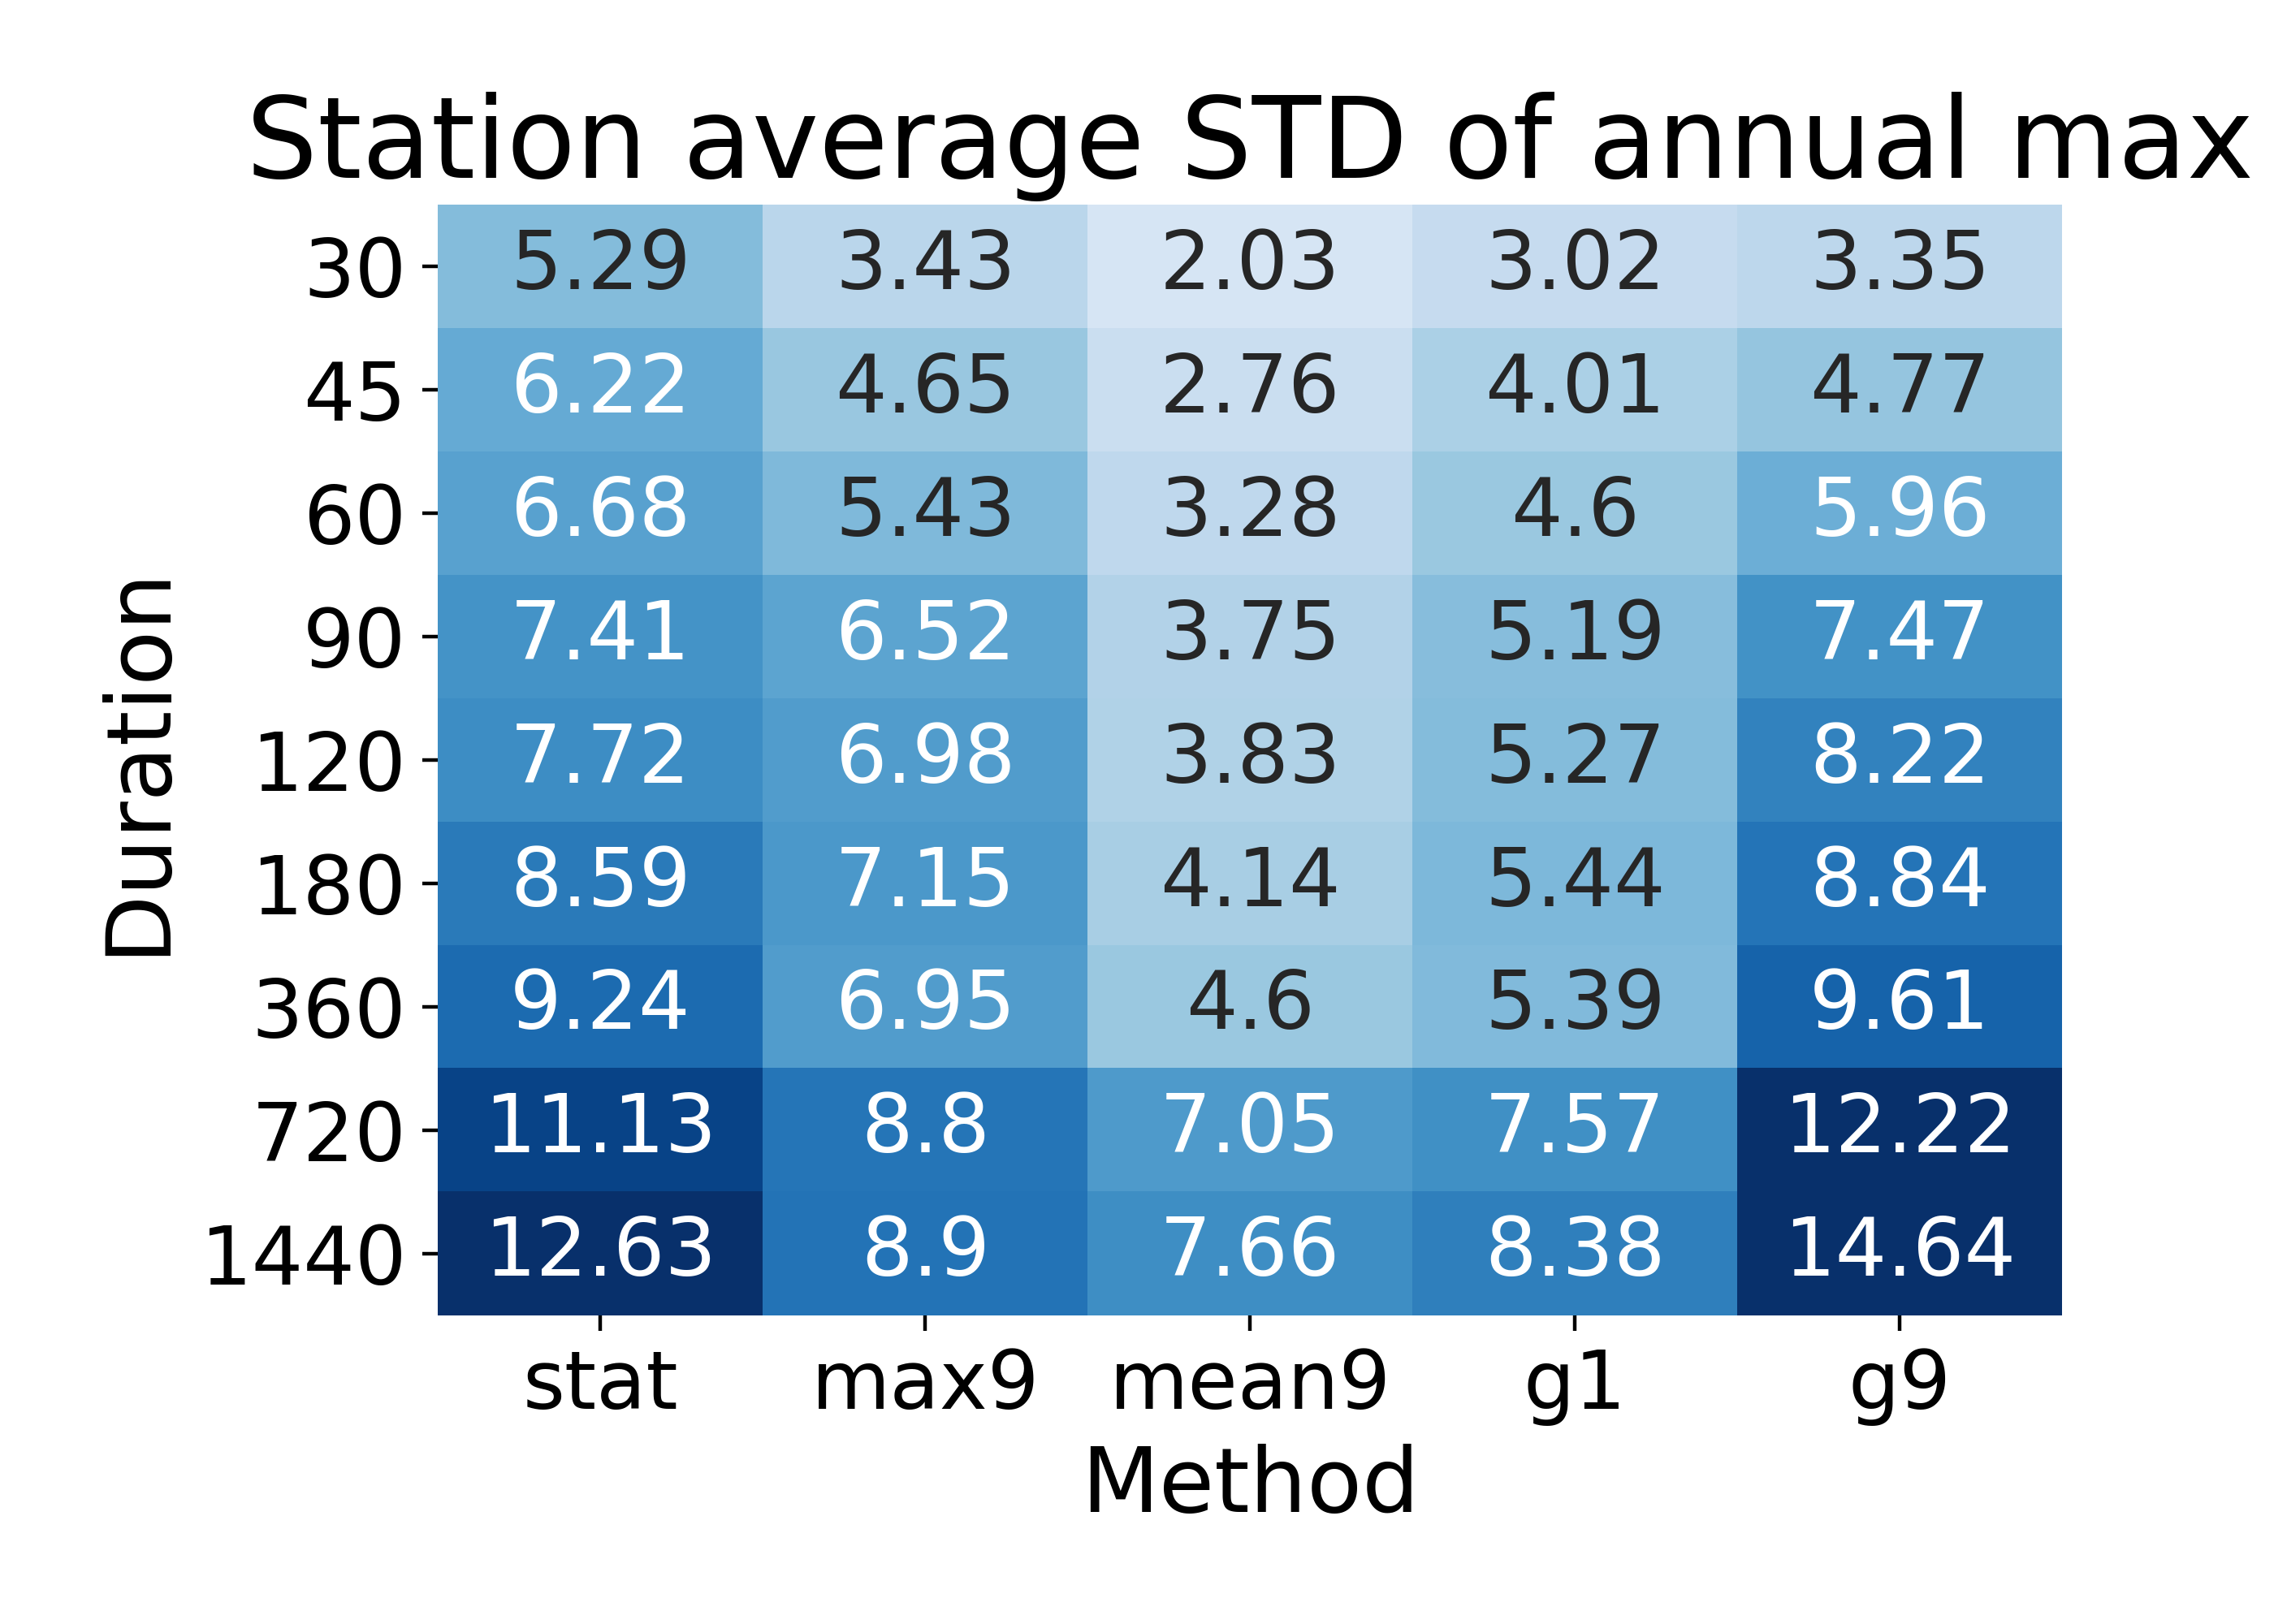 Station average STD of annual max
30 5.29 3.43 2.03 3.02 3.35
45 6.22 4.65 2.76 4.01 4.77
60 6.68 5.43 3.28 4.6 5.96
90 7.41 6.52 3.75 5.19 7.47
120 7.72 6.98 3.83 5.27 8.22
180 8.59 7.15 4.14 5.44 8.84
360 9.24 6.95 4.6 5.39 9.61
720 11.13 8.8 7.05 7.57 12.22
1440 12.63 8.9 7.66 8.38 14.64
stat max9 mean9 g1 g9
Method
Duration